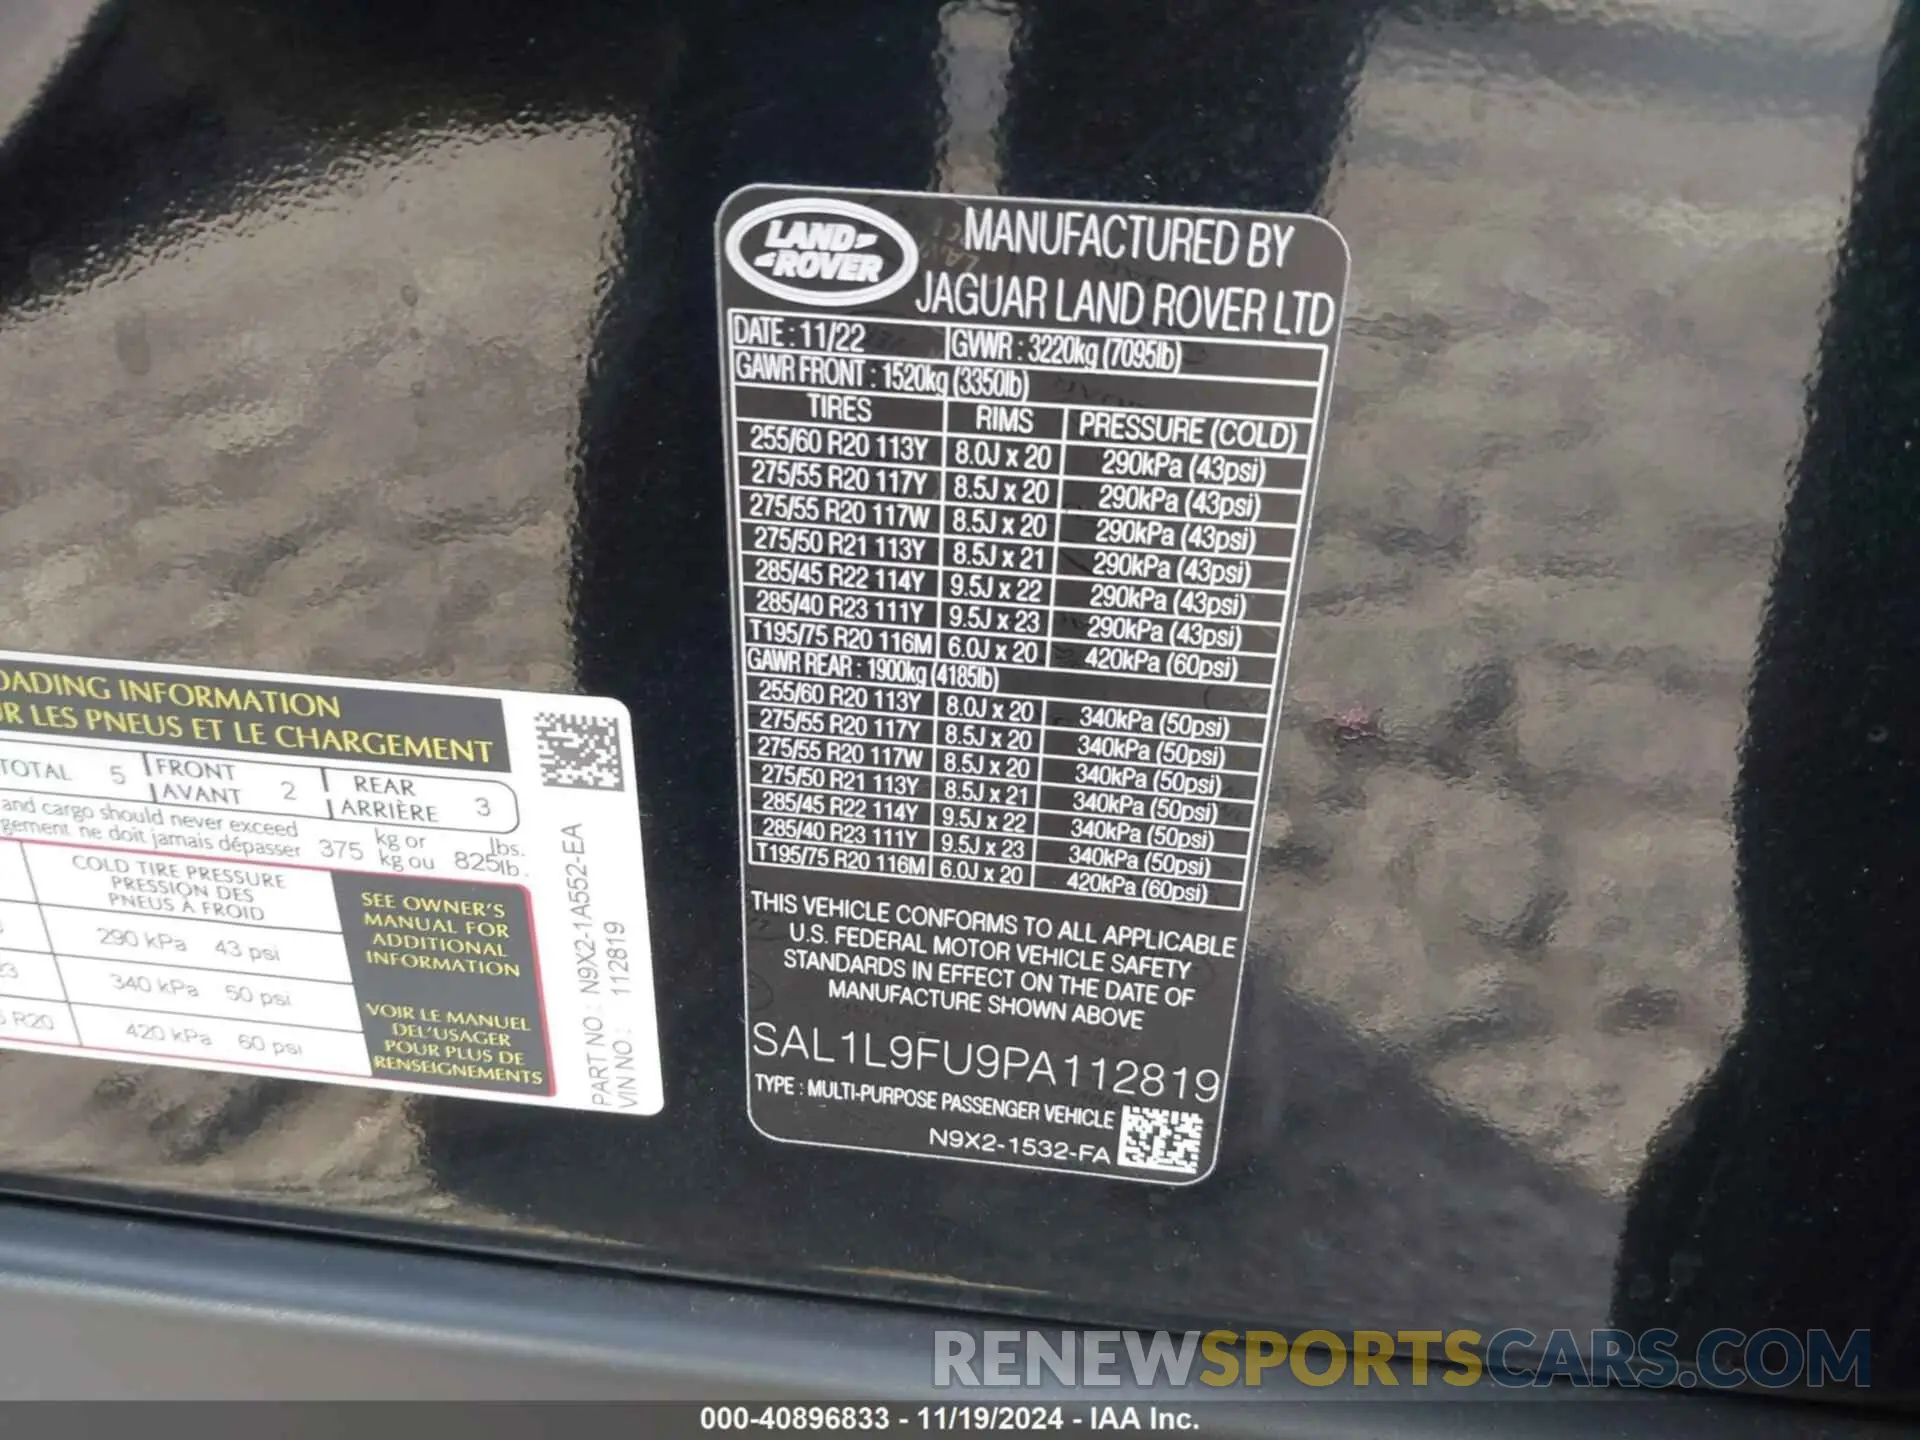 LAND
ROVER
MANUFACTURED BY
JAGUAR LAND ROVER LTD
DATE : 11/22 GVWR : 3220kg (7095lb)
GAWR FRONT : 1520kg (3350lb)
TIRES RIMS PRESSURE (COLD)
255/60 R20 113Y 8.0J x 20 290kPa (43psi)
275/55 R20 117Y 8.5J x 20 290kPa (43psi)
275/55 R20 117W 8.5J x 20 290kPa (43psi)
275/50 R21 113Y 8.5J x 21 290kPa (43psi)
285/45 R22 114Y 9.5J x 22 290kPa (43psi)
285/40 R23 111Y 9.5J x 23 290kPa (43psi)
T195/75 R20 116M 6.0J x 20 420kPa (60psi)
GAWR REAR : 1900kg (4185lb)
255/60 R20 113Y 8.0J x 20 340kPa (50psi)
275/55 R20 117Y 8.5J x 20 340kPa (50psi)
275/55 R20 117W 8.5J x 20 340kPa (50psi)
275/50 R21 113Y 8.5J x 21 340kPa (50psi)
285/45 R22 114Y 9.5J x 22 340kPa (50psi)
285/40 R23 111Y 9.5J x 23 340kPa (50psi)
T195/75 R20 116M 6.0J x 20 420kPa (60psi)
THIS VEHICLE CONFORMS TO ALL APPLICABLE
U.S. FEDERAL MOTOR VEHICLE SAFETY
STANDARDS IN EFFECT ON THE DATE OF
MANUFACTURE SHOWN ABOVE
SAL1L9FU9PA112819
TYPE : MULTI-PURPOSE PASSENGER VEHICLE
N9X2-1532-FA
OADING INFORMATION
UR LES PNEUS ET LE CHARGEMENT
TOTAL 5 FRONT AVANT 2 REAR ARRIÈRE 3
and cargo should never exceed
gement ne doit jamais dépasser 375 kg or kg ou 825lb. lbs.
COLD TIRE PRESSURE
PRESSION DES
PNEUS À FROID
290 kPa 43 psi
23 340 kPa 50 psi
5 R20 420 kPa 60 psi
SEE OWNER'S
MANUAL FOR
ADDITIONAL
INFORMATION
VOIR LE MANUEL
DEL'USAGER
POUR PLUS DE
RENSEIGNEMENTS
PART NO : N9X2-1A552-EA
VIN NO : 112819
RENEWSPORTSCARS.COM
000-40896833 - 11/19/2024 - IAA Inc.